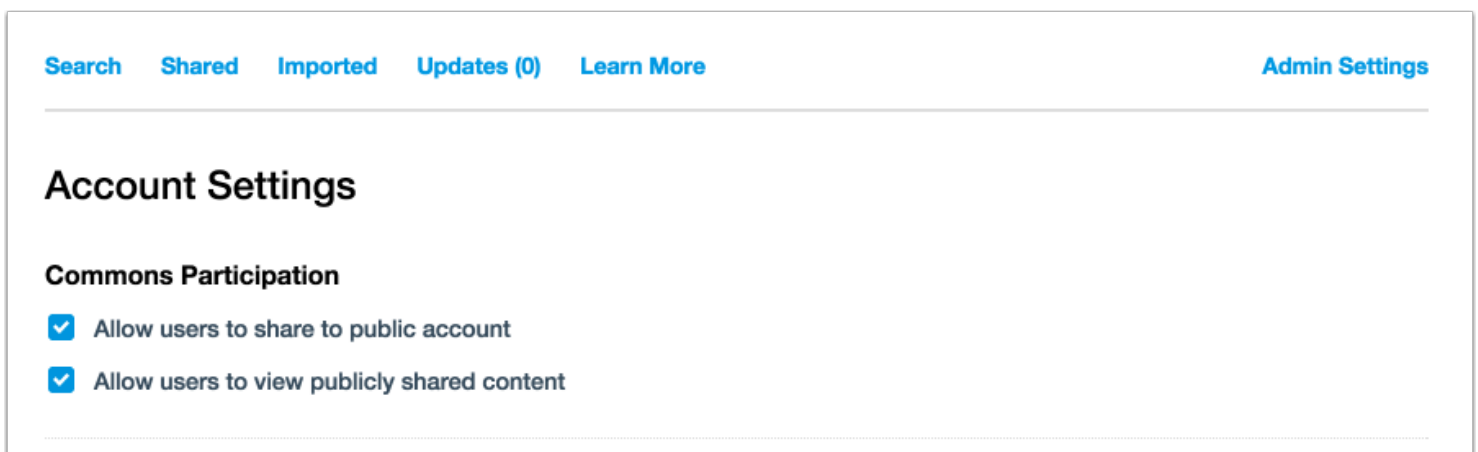 Search Shared Imported Updates (0) Learn More Admin Settings
Account Settings
Commons Participation
Allow users to share to public account
Allow users to view publicly shared content